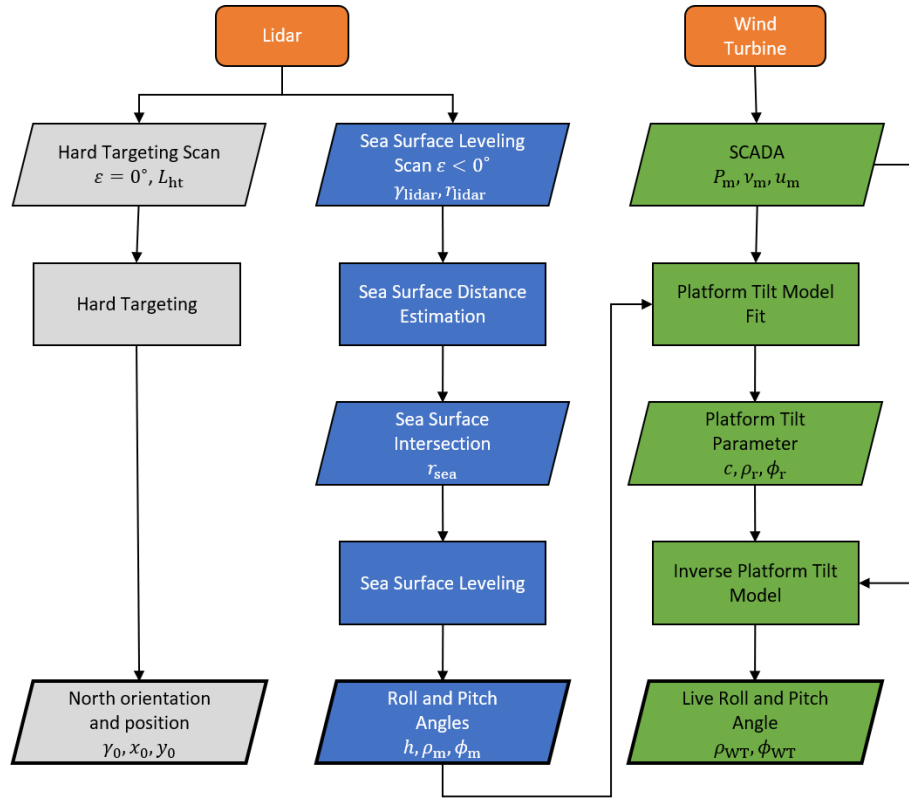 Lidar
Wind
Turbine
Hard Targeting Scan
ε = 0°, L_ht
Sea Surface Leveling
Scan ε < 0°
γ_lidar, r_lidar
SCADA
P_m, ν_m, u_m
Hard Targeting
Sea Surface Distance
Estimation
Platform Tilt Model
Fit
Sea Surface
Intersection
r_sea
Platform Tilt
Parameter
c, ρ_r, ϕ_r
Sea Surface Leveling
Inverse Platform Tilt
Model
North orientation
and position
γ_0, x_0, y_0
Roll and Pitch
Angles
h, ρ_m, ϕ_m
Live Roll and Pitch
Angle
ρ_WT, ϕ_WT